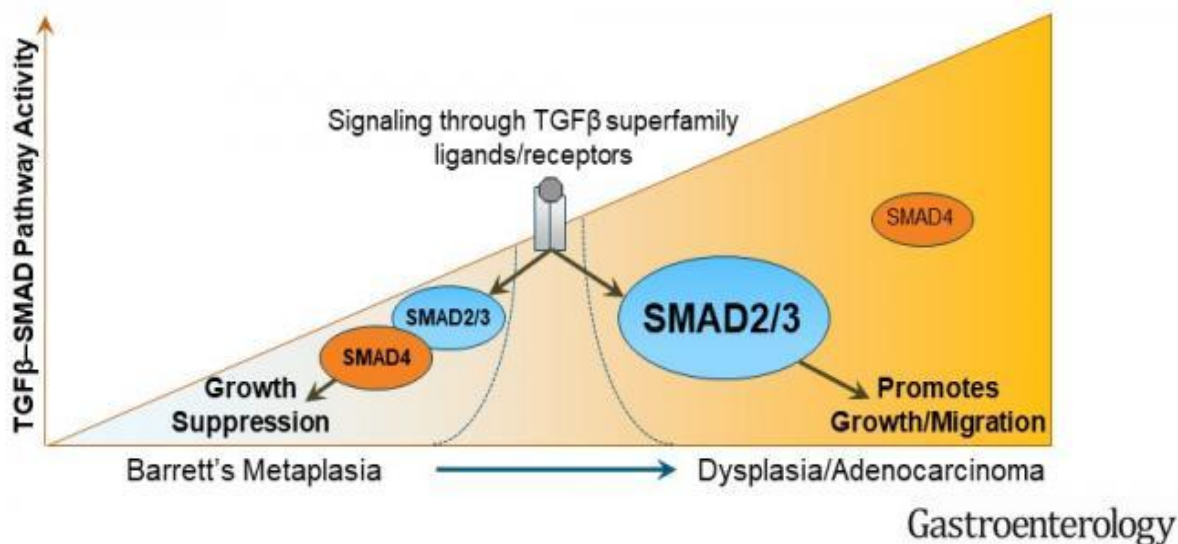 TGFβ–SMAD Pathway Activity
Signaling through TGFβ superfamily
ligands/receptors
SMAD4
SMAD2/3
SMAD2/3
SMAD4
Growth
Suppression
Promotes
Growth/Migration
Barrett's Metaplasia
Dysplasia/Adenocarcinoma
Gastroenterology